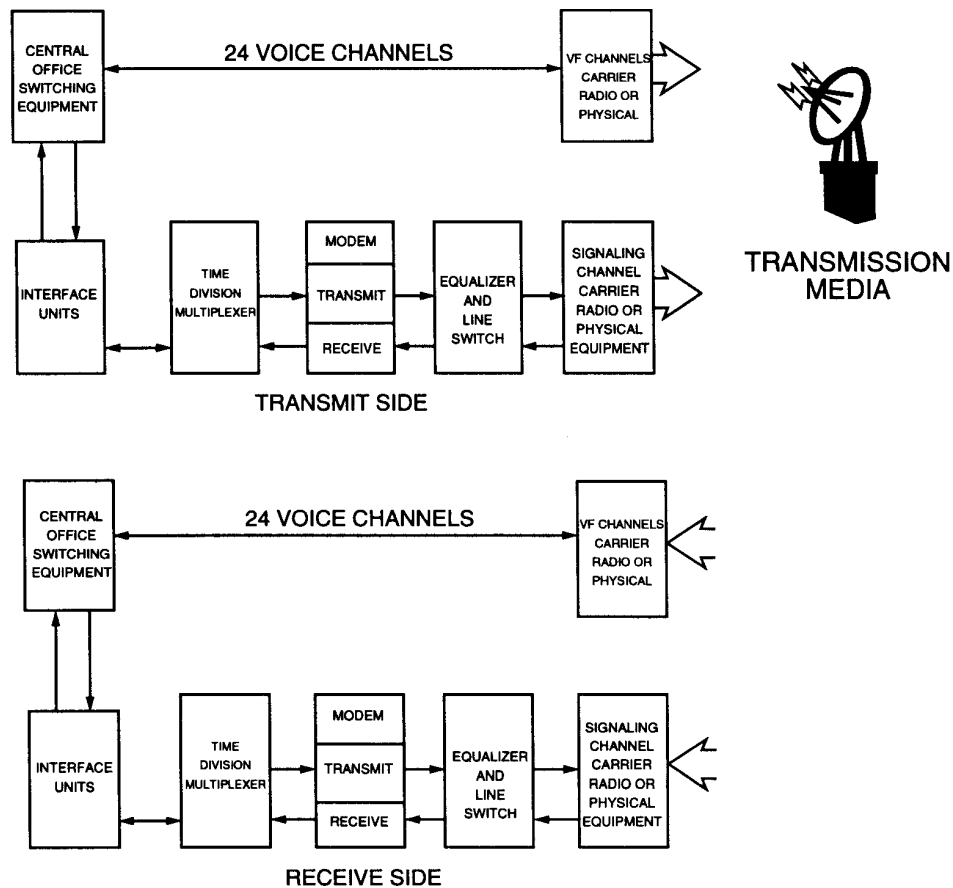 CENTRAL
OFFICE
SWITCHING
EQUIPMENT
24 VOICE CHANNELS
VF CHANNELS
CARRIER
RADIO OR
PHYSICAL
INTERFACE
UNITS
TIME
DIVISION
MULTIPLEXER
MODEM
TRANSMIT
RECEIVE
EQUALIZER
AND
LINE
SWITCH
SIGNALING
CHANNEL
CARRIER
RADIO OR
PHYSICAL
EQUIPMENT
TRANSMISSION
MEDIA
TRANSMIT SIDE
CENTRAL
OFFICE
SWITCHING
EQUIPMENT
24 VOICE CHANNELS
VF CHANNELS
CARRIER
RADIO OR
PHYSICAL
INTERFACE
UNITS
TIME
DIVISION
MULTIPLEXER
MODEM
TRANSMIT
RECEIVE
EQUALIZER
AND
LINE
SWITCH
SIGNALING
CHANNEL
CARRIER
RADIO OR
PHYSICAL
EQUIPMENT
RECEIVE SIDE